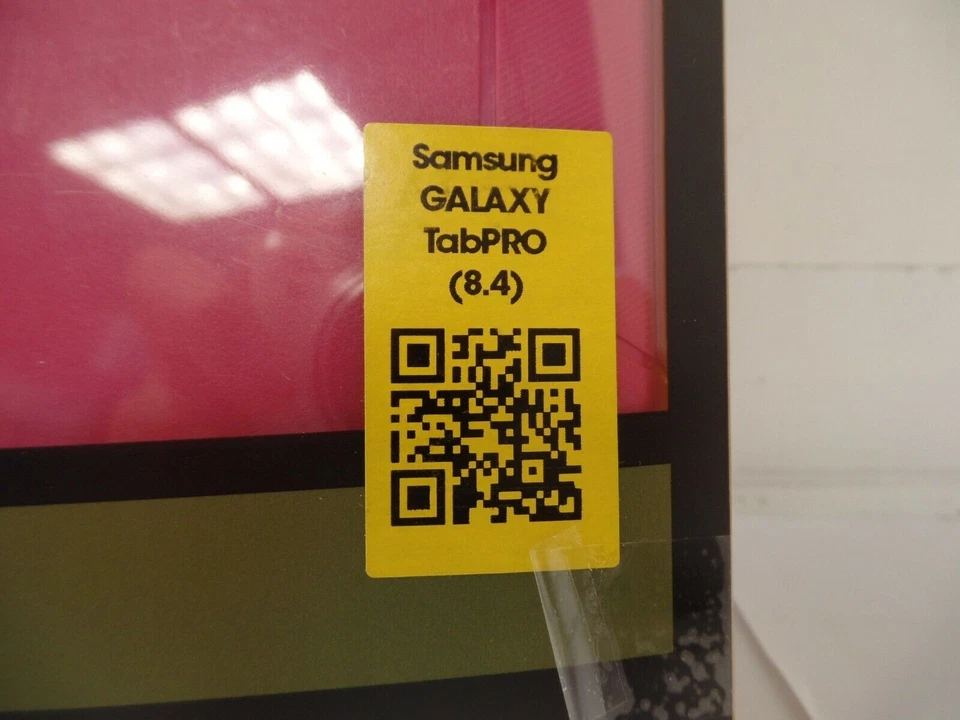 Samsung
GALAXY
TabPRO
(8.4)